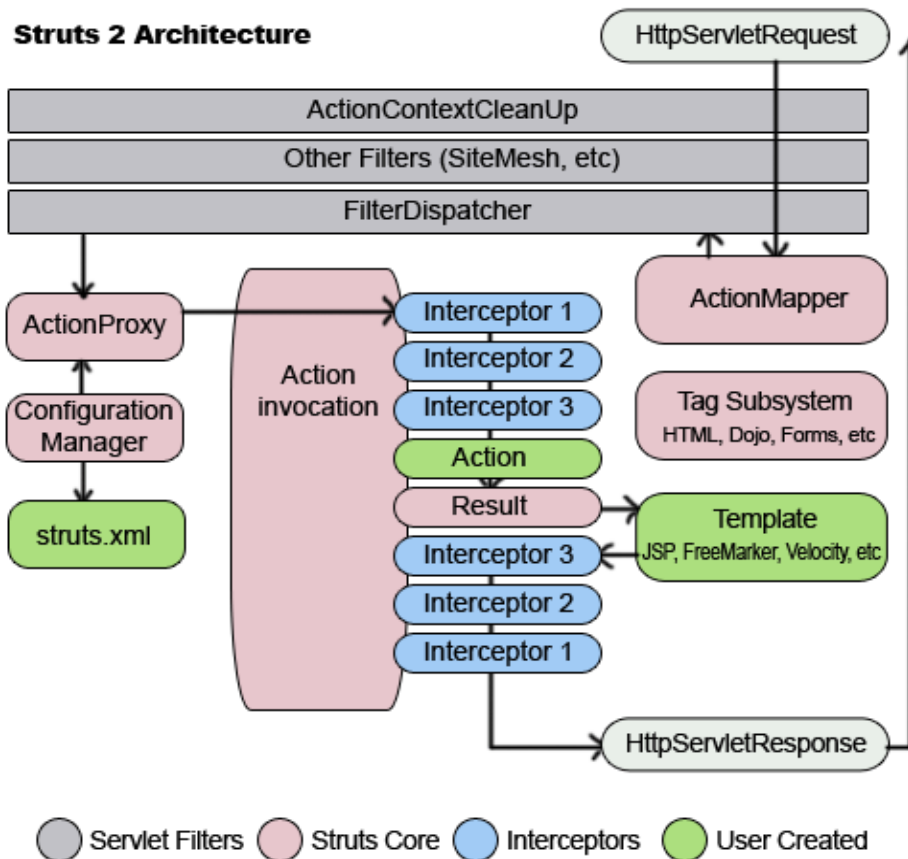 Struts 2 Architecture
HttpServletRequest
ActionContextCleanUp
Other Filters (SiteMesh, etc)
FilterDispatcher
ActionProxy
Configuration
Manager
struts.xml
Action
invocation
Interceptor 1
Interceptor 2
Interceptor 3
Action
Result
Interceptor 3
Interceptor 2
Interceptor 1
ActionMapper
Tag Subsystem
HTML, Dojo, Forms, etc
Template
JSP, FreeMarker, Velocity, etc
HttpServletResponse
Servlet Filters
Struts Core
Interceptors
User Created